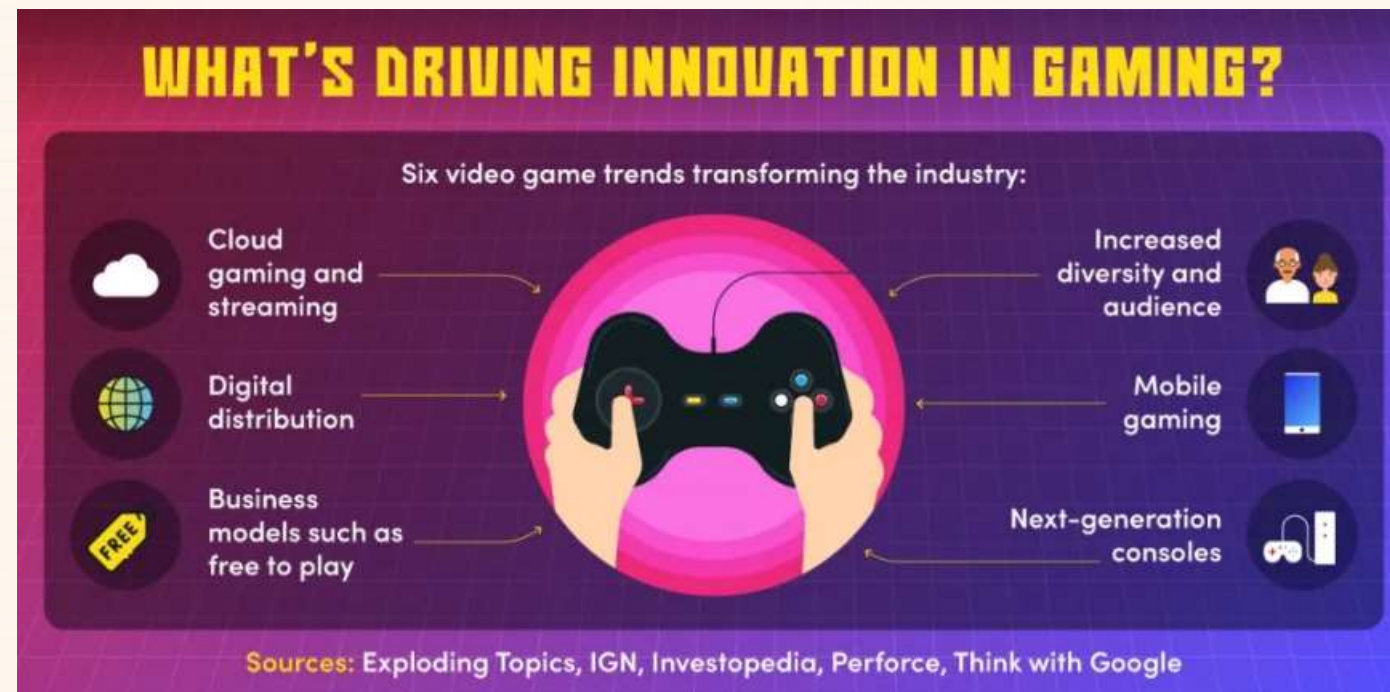 WHAT'S DRIVING INNOVATION IN GAMING?
Six video game trends transforming the industry:
Cloud
gaming and
streaming
Digital
distribution
FREE
Business
models such as
free to play
Increased
diversity and
audience
Mobile
gaming
Next-generation
consoles
Sources: Exploding Topics, IGN, Investopedia, Perforce, Think with Google